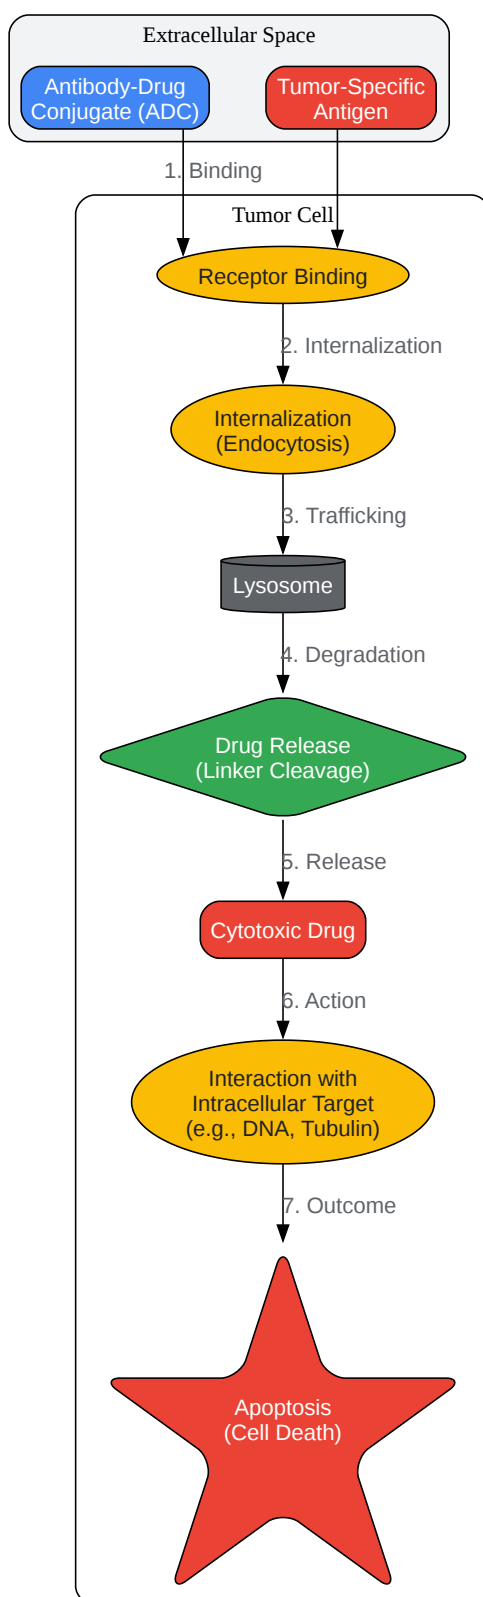 Extracellular Space
Antibody-Drug
Conjugate (ADC)
Tumor-Specific
Antigen
1. Binding
Tumor Cell
Receptor Binding
2. Internalization
Internalization
(Endocytosis)
3. Trafficking
Lysosome
4. Degradation
Drug Release
(Linker Cleavage)
5. Release
Cytotoxic Drug
6. Action
Interaction with
Intracellular Target
(e.g., DNA, Tubulin)
7. Outcome
Apoptosis
(Cell Death)